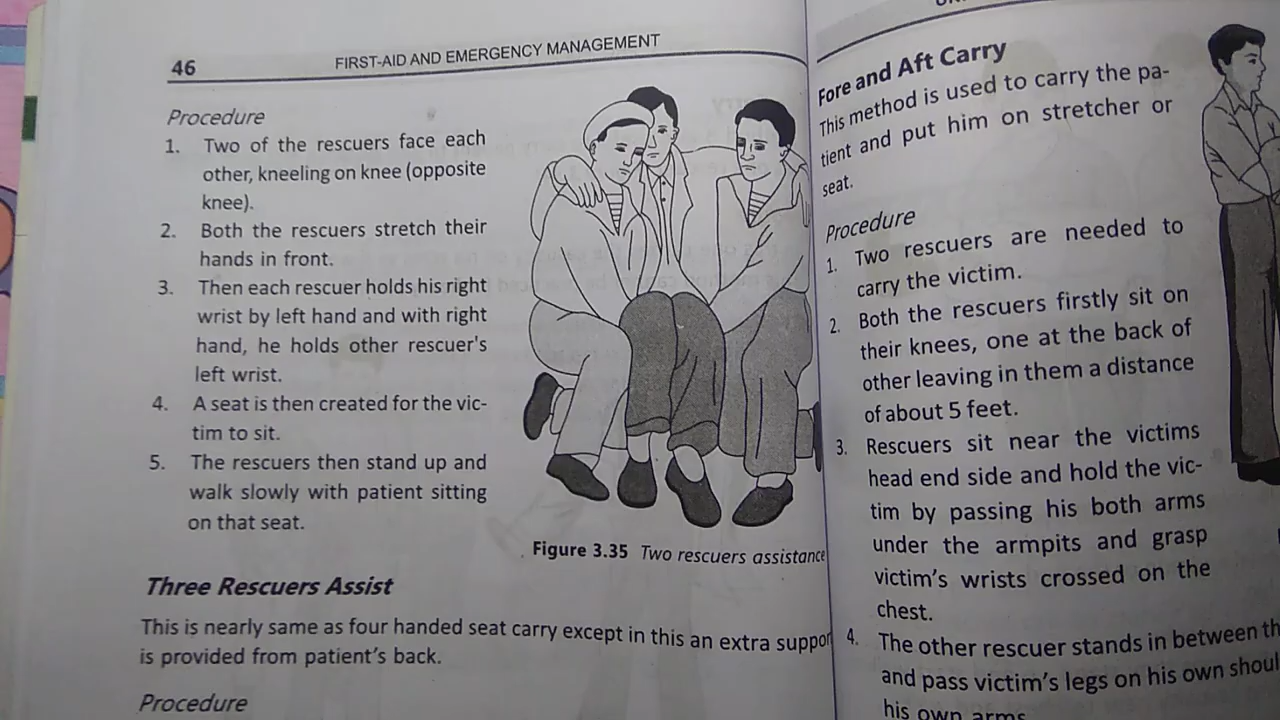 46
FIRST-AID AND EMERGENCY MANAGEMENT
Procedure
1. Two of the rescuers face each
other, kneeling on knee (opposite
knee).
2. Both the rescuers stretch their
hands in front.
3. Then each rescuer holds his right
wrist by left hand and with right
hand, he holds other rescuer's
left wrist.
4. A seat is then created for the vic-
tim to sit.
5. The rescuers then stand up and
walk slowly with patient sitting
on that seat.
Figure 3.35 Two rescuers assistance
Three Rescuers Assist
This is nearly same as four handed seat carry except in this an extra
is provided from patient's back.
Procedure
Fore and Aft Carry
This method is used to carry the pa-
tient and put him on stretcher or
seat.
Procedure
1. Two rescuers are needed to
carry the victim.
2. Both the rescuers firstly sit on
their knees, one at the back of
other leaving in them a distance
of about 5 feet.
3. Rescuers sit near the victims
head end side and hold the vic-
tim by passing his both arms
under the armpits and grasp
victim's wrists crossed on the
chest.
4. The other rescuer stands in between
and pass victim's legs on his own
his own arms